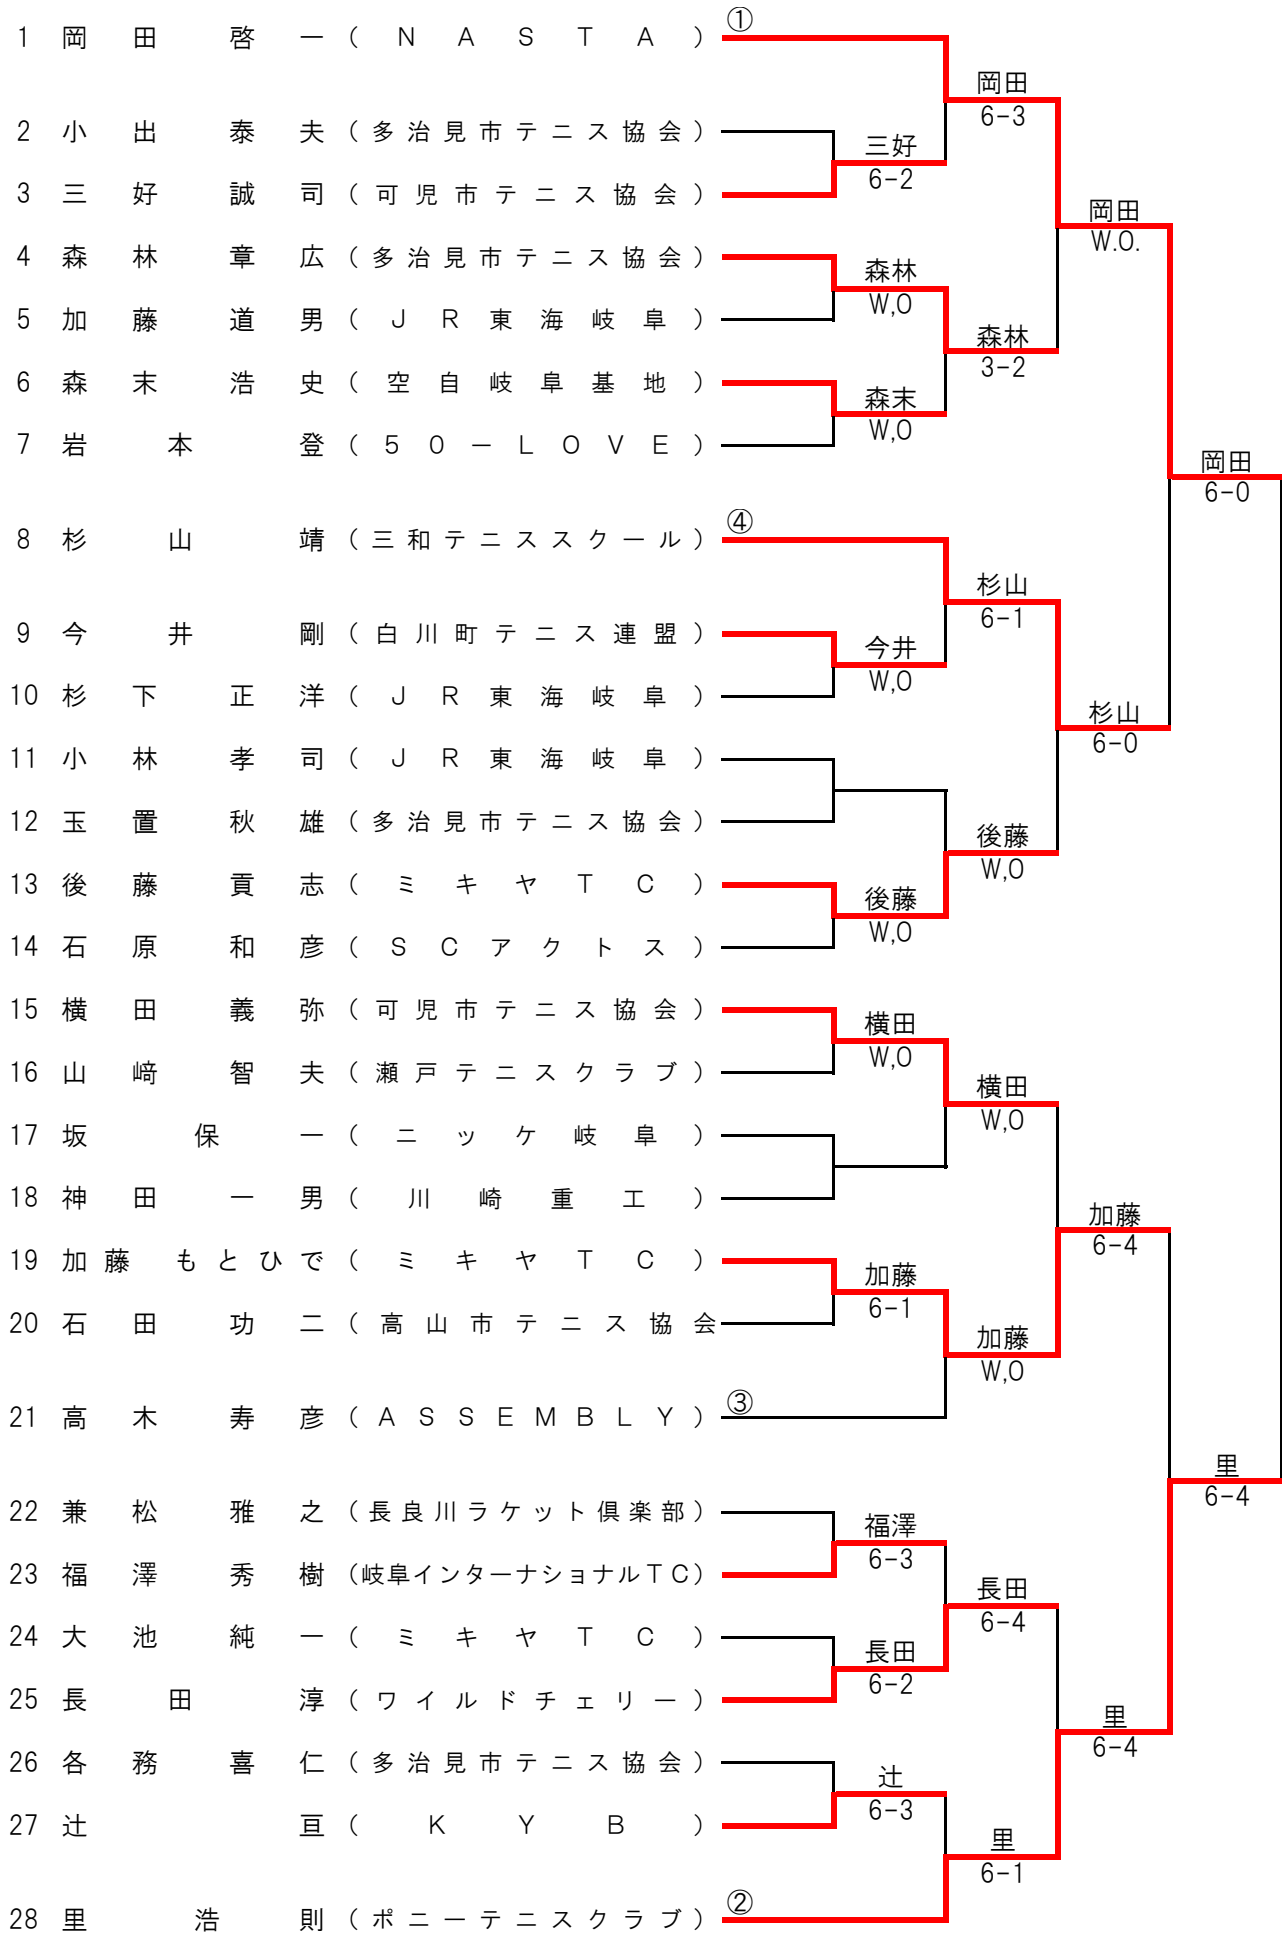 1 岡田啓一(NASTA) ①
岡田
6-3
2 小出泰夫(多治見市テニス協会)
三好
6-2
3 三好誠司(可児市テニス協会)
岡田
W.O.
4 森林章広(多治見市テニス協会)
森林
W,O
5 加藤道男(JR東海岐阜)
森林
3-2
6 森末浩史(空自岐阜基地)
森末
W,O
7 岩本登(50-LOVE)
岡田
6-0
8 杉山靖(三和テニススクール) ④
杉山
6-1
9 今井剛(白川町テニス連盟)
今井
W,O
10 杉下正洋(JR東海岐阜)
杉山
6-0
11 小林孝司(JR東海岐阜)
12 玉置秋雄(多治見市テニス協会)
後藤
W,O
13 後藤貢志(ミキヤTC)
後藤
W,O
14 石原和彦(SCアクトス)
15 横田義弥(可児市テニス協会)
横田
W,O
16 山﨑智夫(瀬戸テニスクラブ)
横田
W,O
17 坂保一(ニッケ岐阜)
18 神田一男(川崎重工)
加藤
6-4
19 加藤もとひで(ミキヤTC)
加藤
6-1
20 石田功二(高山市テニス協会
加藤
W,O
21 高木寿彦(ASSEMBLY) ③
里
6-4
22 兼松雅之(長良川ラケット倶楽部)
福澤
6-3
23 福澤秀樹(岐阜インターナショナルTC)
長田
6-4
24 大池純一(ミキヤTC)
長田
6-2
25 長田淳(ワイルドチェリー)
里
6-4
26 各務喜仁(多治見市テニス協会)
辻
6-3
27 辻亘(KYB)
里
6-1
28 里浩則(ポニーテニスクラブ) ②